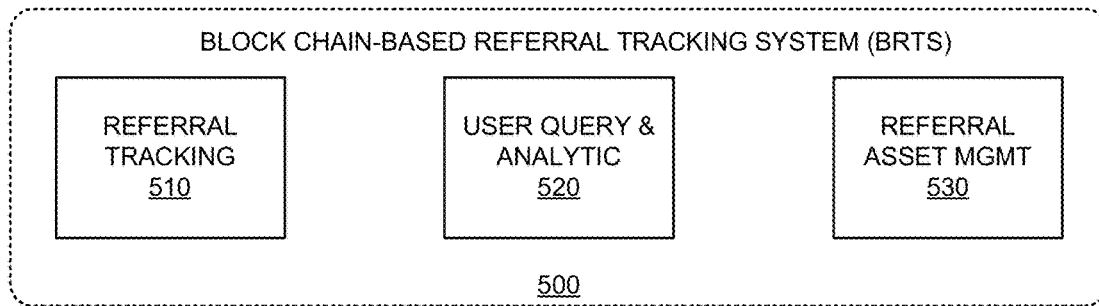 BLOCK CHAIN-BASED REFERRAL TRACKING SYSTEM (BRTS)
REFERRAL
TRACKING
510
USER QUERY &
ANALYTIC
520
REFERRAL
ASSET MGMT
530
500